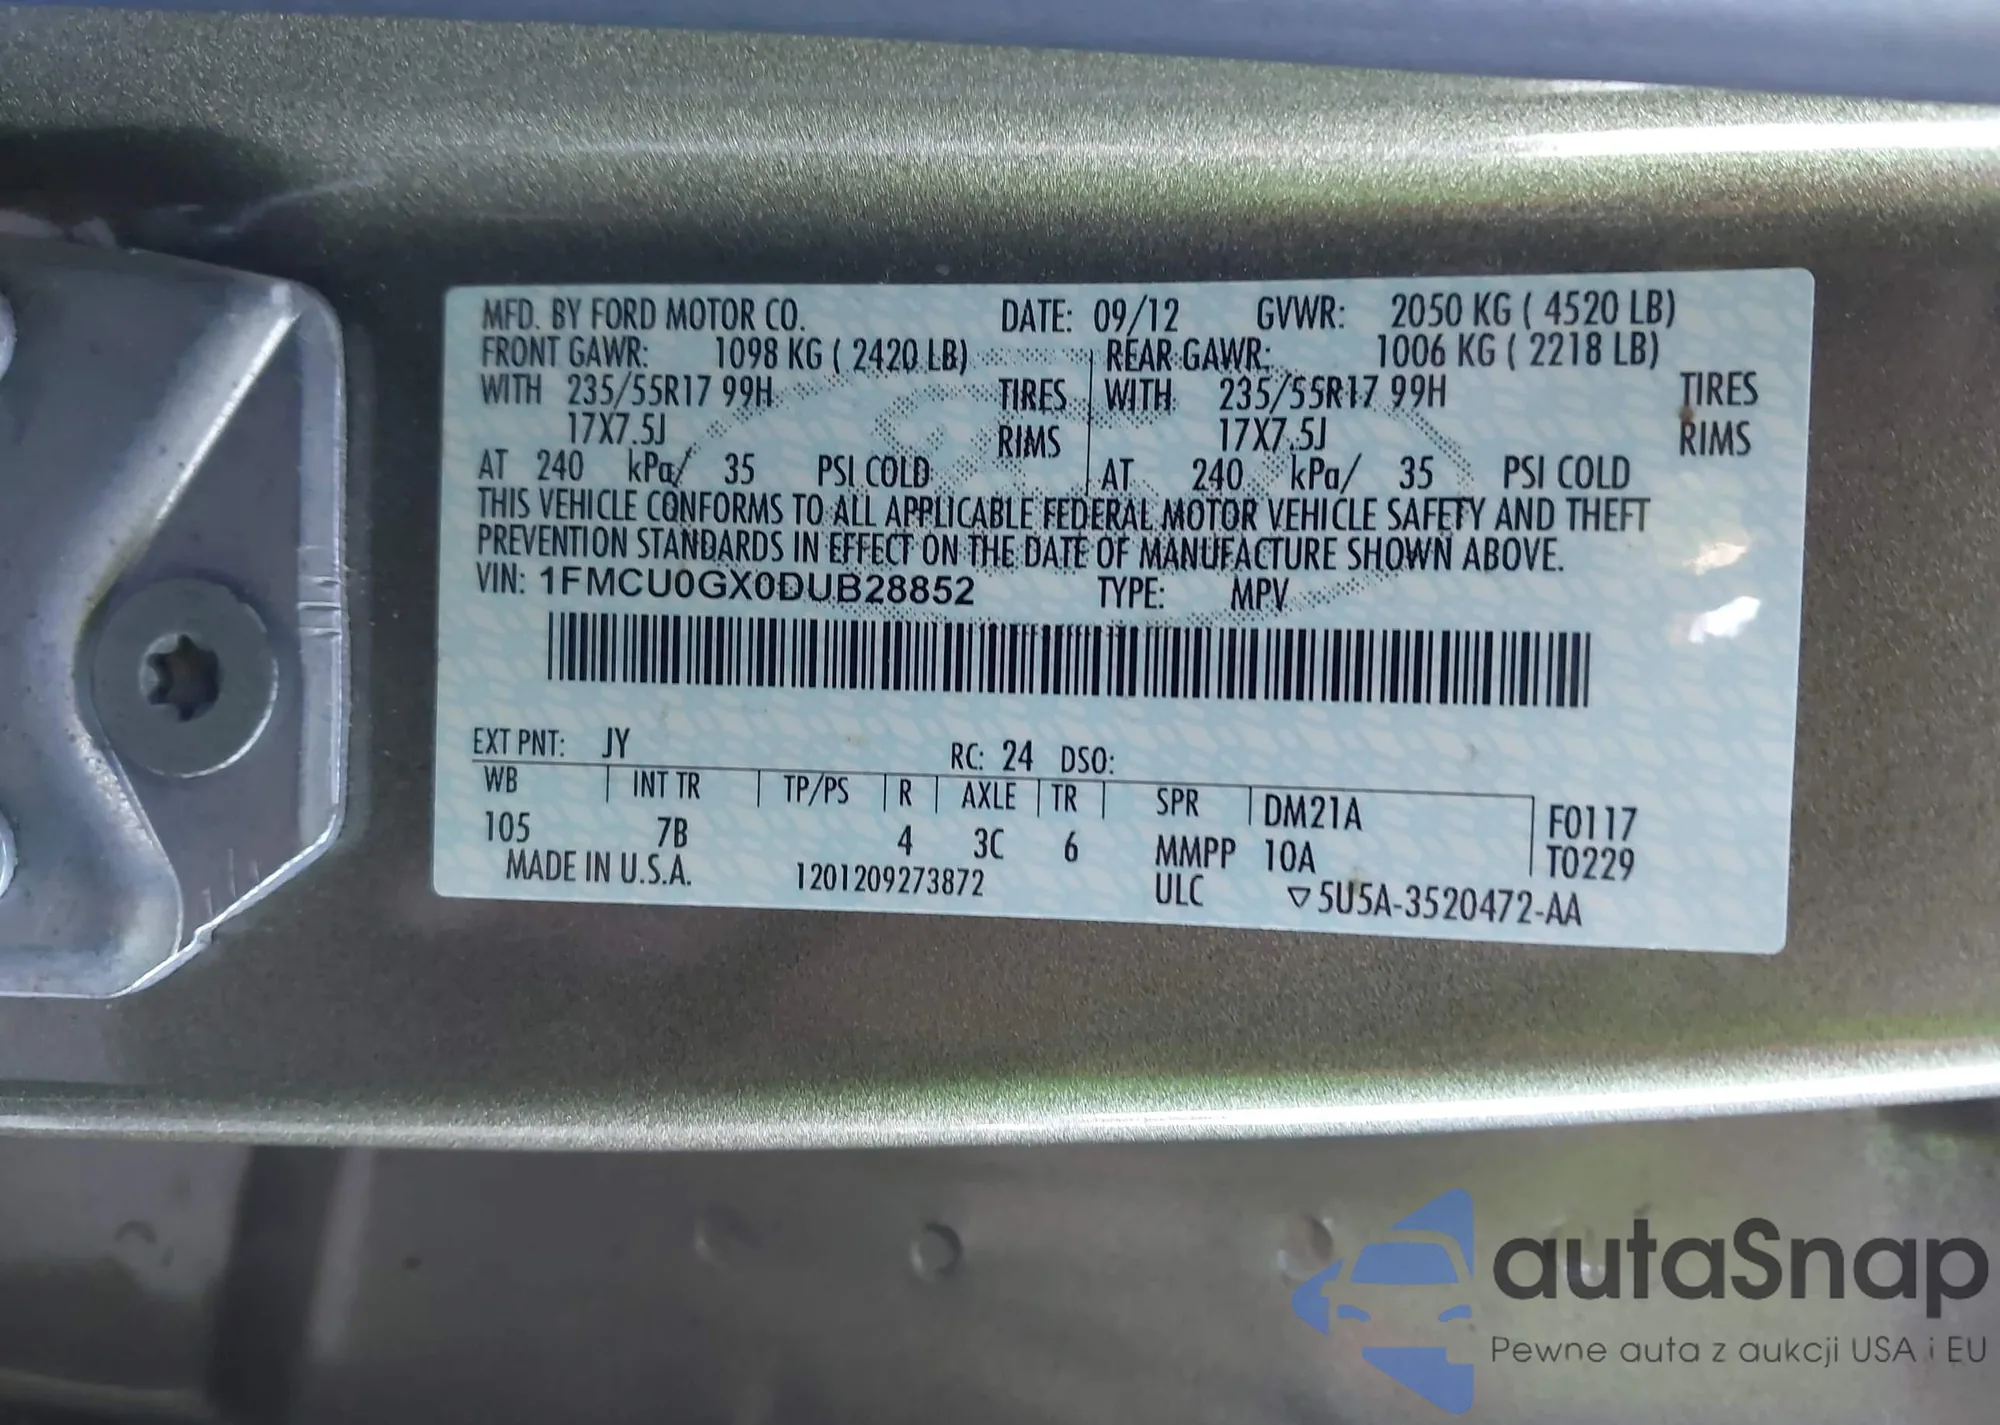 MFD. BY FORD MOTOR CO. DATE: 09/12 GVWR: 2050 KG ( 4520 LB)
FRONT GAWR: 1098 KG ( 2420 LB) REAR GAWR: 1006 KG ( 2218 LB)
WITH 235/55R17 99H TIRES WITH 235/55R17 99H TIRES
17X7.5J RIMS 17X7.5J RIMS
AT 240 kPa/ 35 PSI COLD AT 240 kPa/ 35 PSI COLD
THIS VEHICLE CONFORMS TO ALL APPLICABLE FEDERAL MOTOR VEHICLE SAFETY AND THEFT
PREVENTION STANDARDS IN EFFECT ON THE DATE OF MANUFACTURE SHOWN ABOVE.
VIN: 1FMCU0GX0DUB28852 TYPE: MPV
EXT PNT: JY RC: 24 DSO:
WB INT TR TP/PS R AXLE TR SPR DM21A F0117
105 7B 4 3C 6 MMPP 10A T0229
MADE IN U.S.A. 1201209273872 ULC ▽5U5A-3520472-AA
autaSnap
Pewne auta z aukcji USA i EU